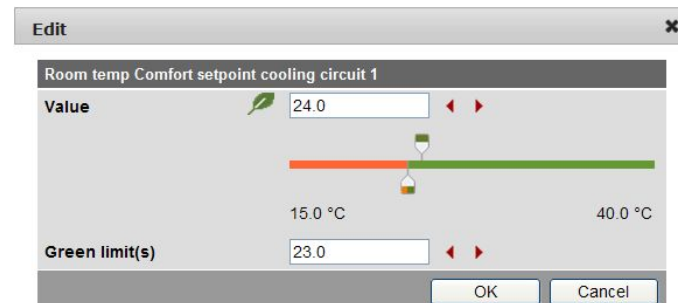 Edit
Room temp Comfort setpoint cooling circuit 1
Value 24.0
15.0 °C 40.0 °C
Green limit(s) 23.0
OK Cancel